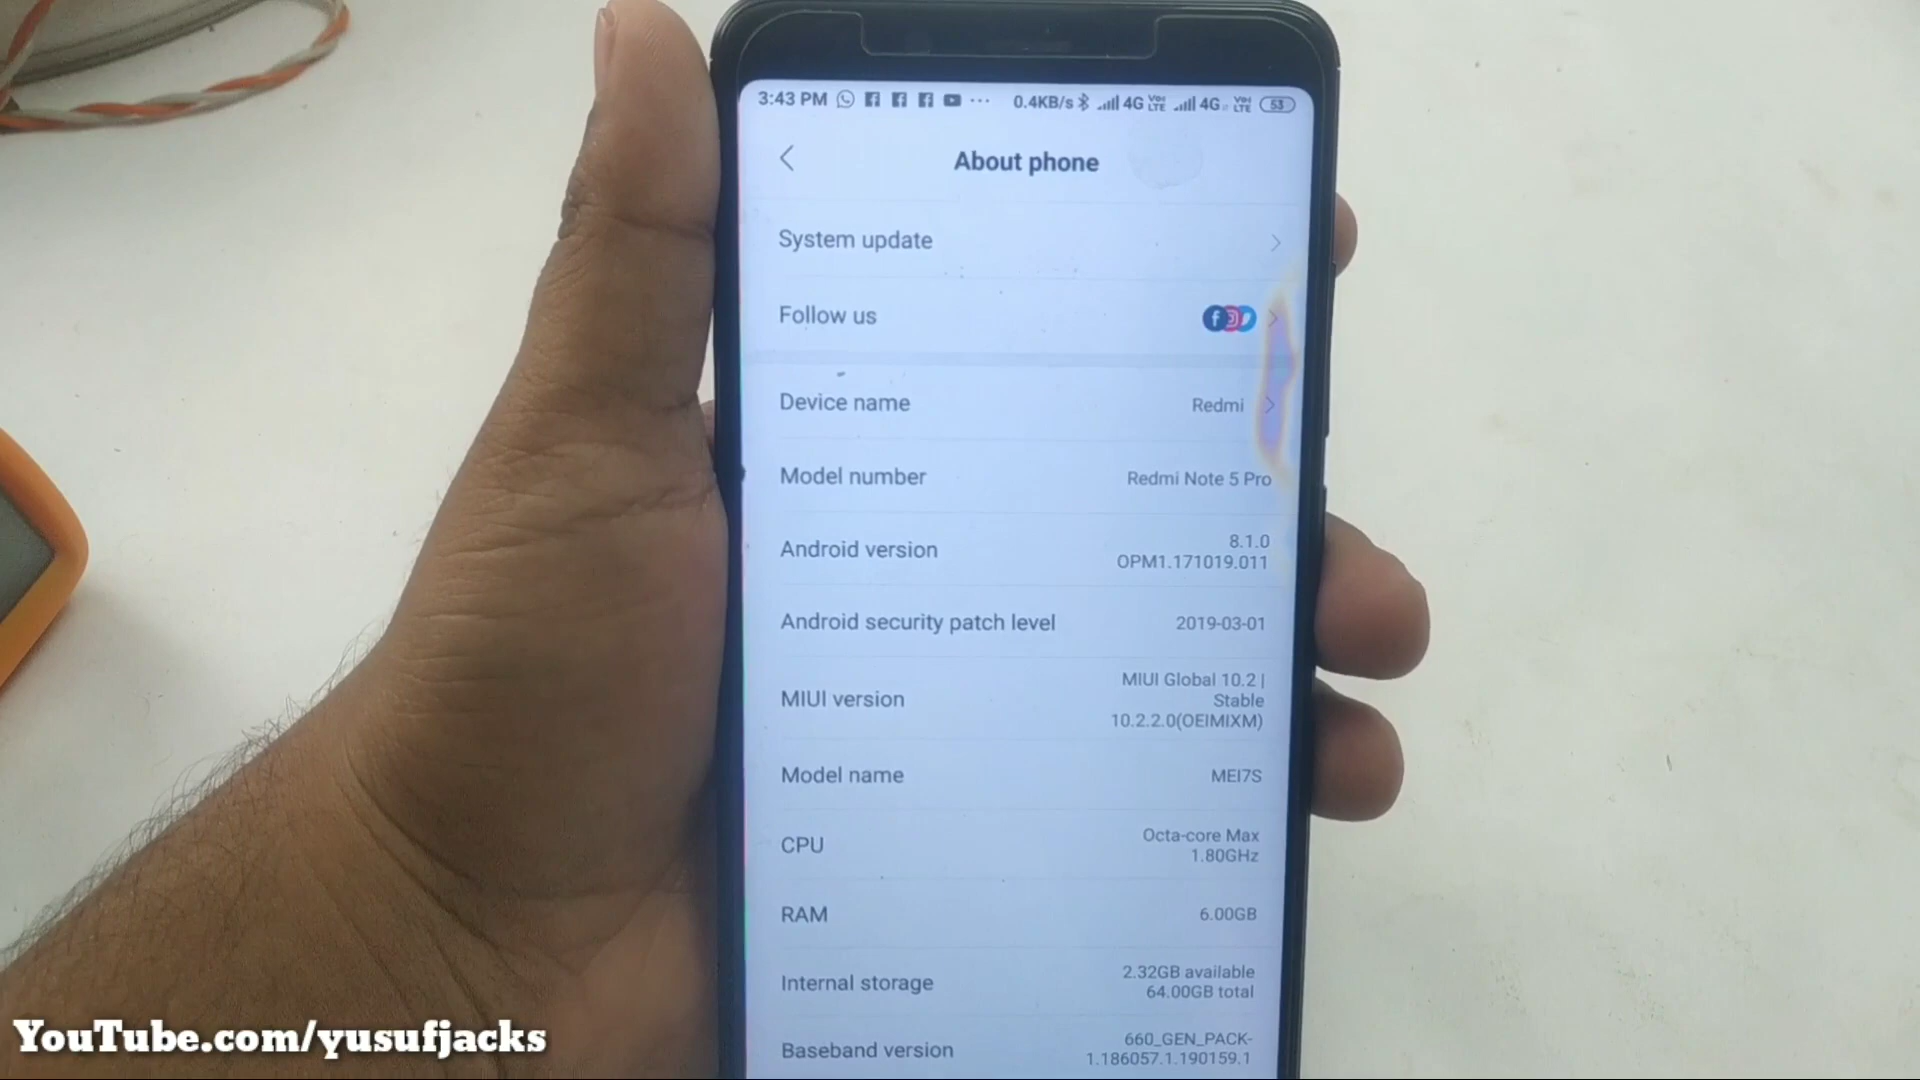 3:43 PM ... 0.4KB/s 4G VoLTE 4G VoLTE 53
About phone
System update
Follow us
Device name Redmi
Model number Redmi Note 5 Pro
Android version 8.1.0
OPM1.171019.011
Android security patch level 2019-03-01
MIUI version MIUI Global 10.2 |
Stable
10.2.2.0(OEIMIXM)
Model name MEI7S
CPU Octa-core Max
1.80GHz
RAM 6.00GB
Internal storage 2.32GB available
64.00GB total
Baseband version 660_GEN_PACK-
1.186057.1.190159.1
YouTube.com/yusufjacks